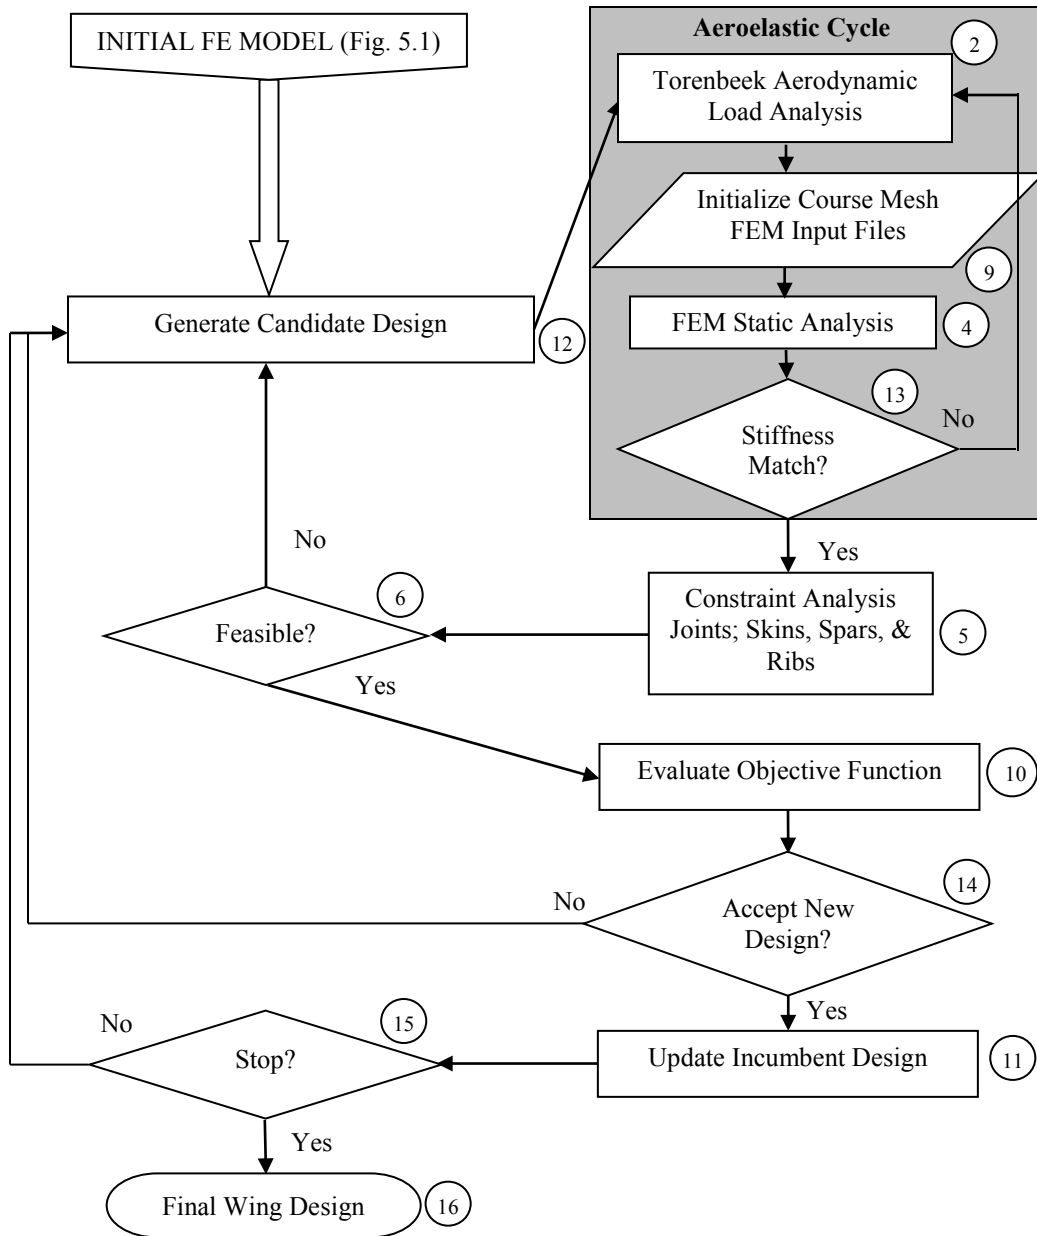 INITIAL FE MODEL (Fig. 5.1)
Aeroelastic Cycle
2
Torenbeek Aerodynamic
Load Analysis
Initialize Course Mesh
FEM Input Files
9
Generate Candidate Design
12
FEM Static Analysis
4
13
Stiffness
Match?
No
Yes
No
6
Feasible?
Yes
Constraint Analysis
Joints; Skins, Spars, &
Ribs
5
Evaluate Objective Function
10
14
No
Accept New
Design?
Yes
No
15
Stop?
Update Incumbent Design
11
Yes
Final Wing Design
16